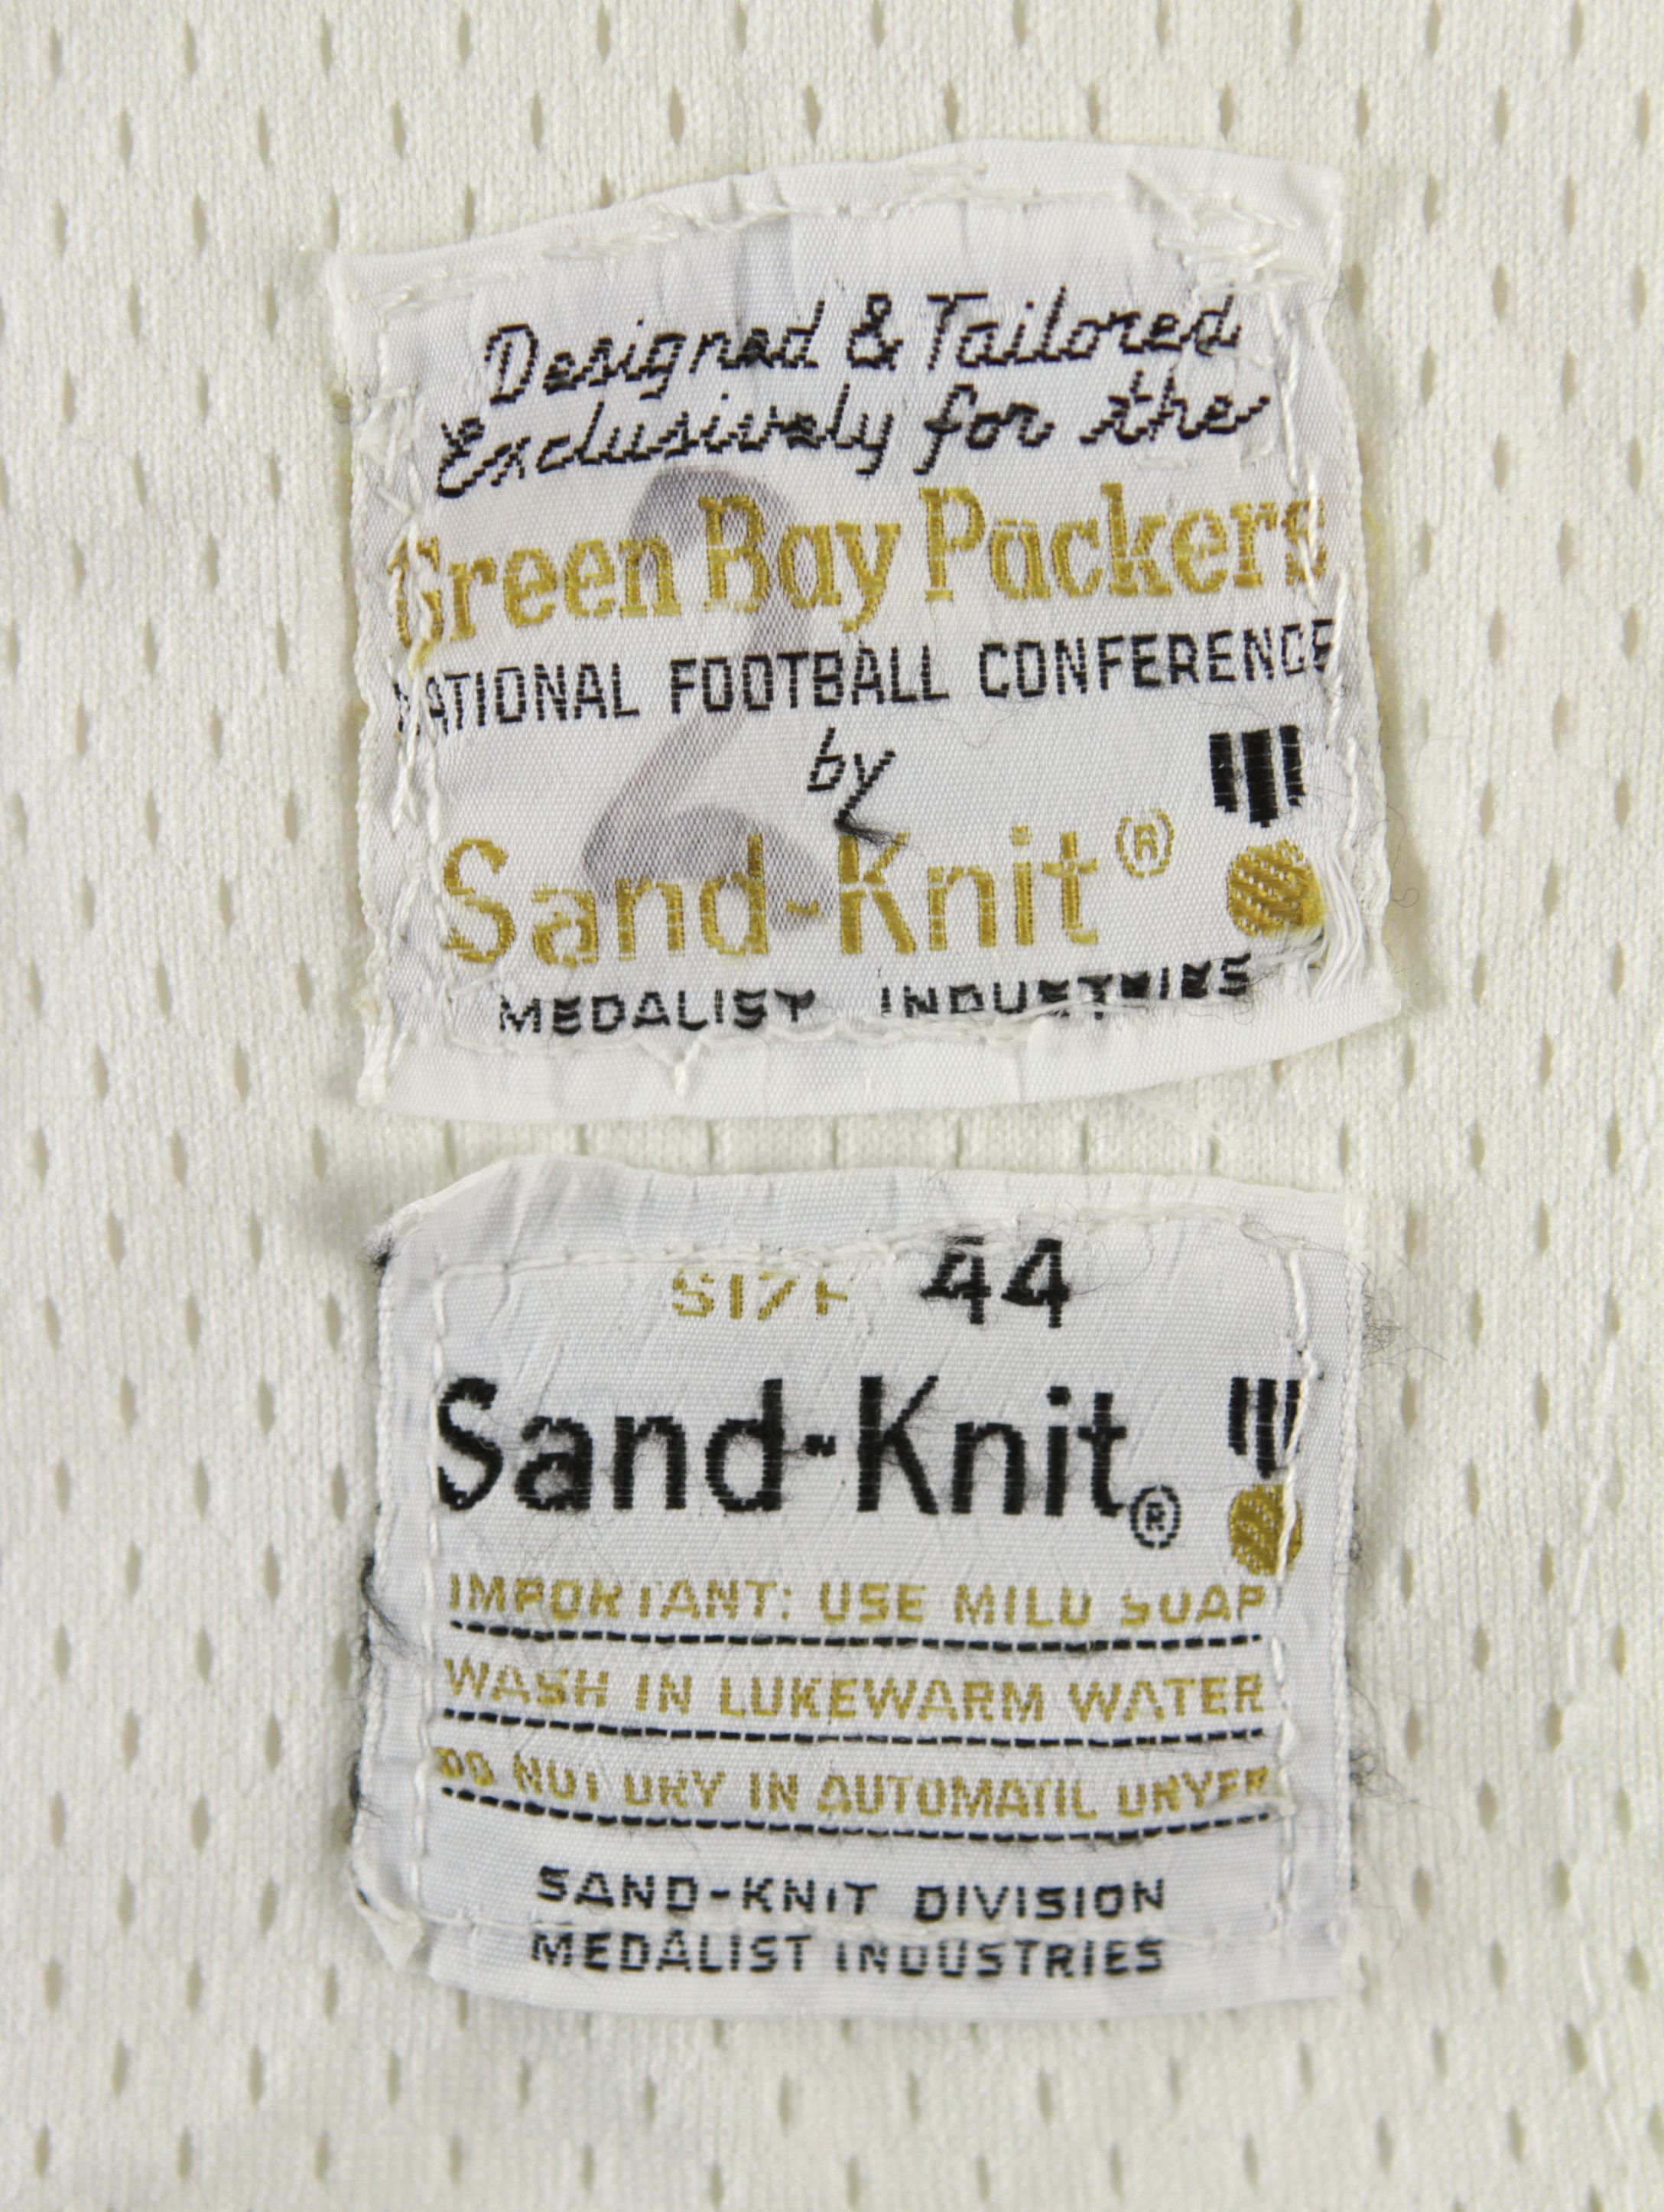 Designed & Tailored
Exclusively for the
Green Bay Packers
NATIONAL FOOTBALL CONFERENCE
by
Sand-Knit®
MEDALIST INDUSTRIES
2
SIZE 44
Sand-Knit®
IMPORTANT: USE MILD SOAP
WASH IN LUKEWARM WATER
DO NOT DRY IN AUTOMATIC DRYER
SAND-KNIT DIVISION
MEDALIST INDUSTRIES